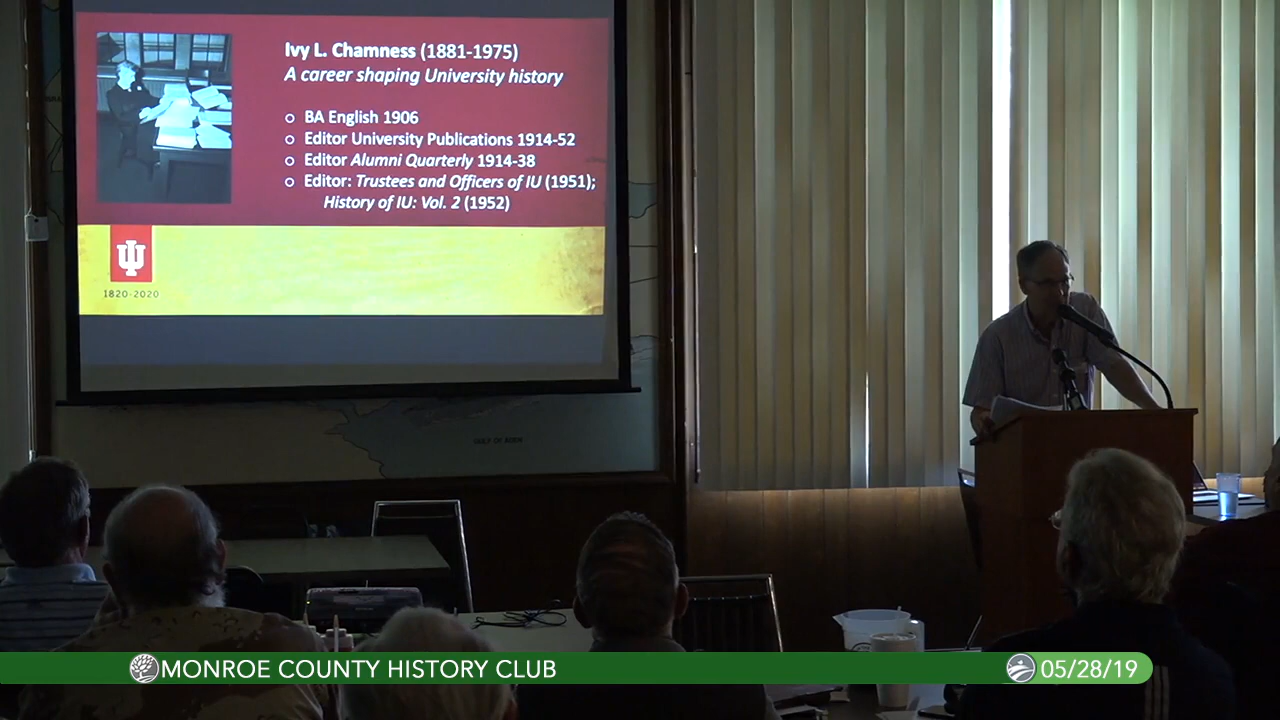 Ivy L. Chamness (1881-1975)
A career shaping University history
BA English 1906
Editor University Publications 1914-52
Editor Alumni Quarterly 1914-38
Editor: Trustees and Officers of IU (1951);
History of IU: Vol. 2 (1952)
1820-2020
GULF OF
MONROE COUNTY HISTORY CLUB
05/28/19